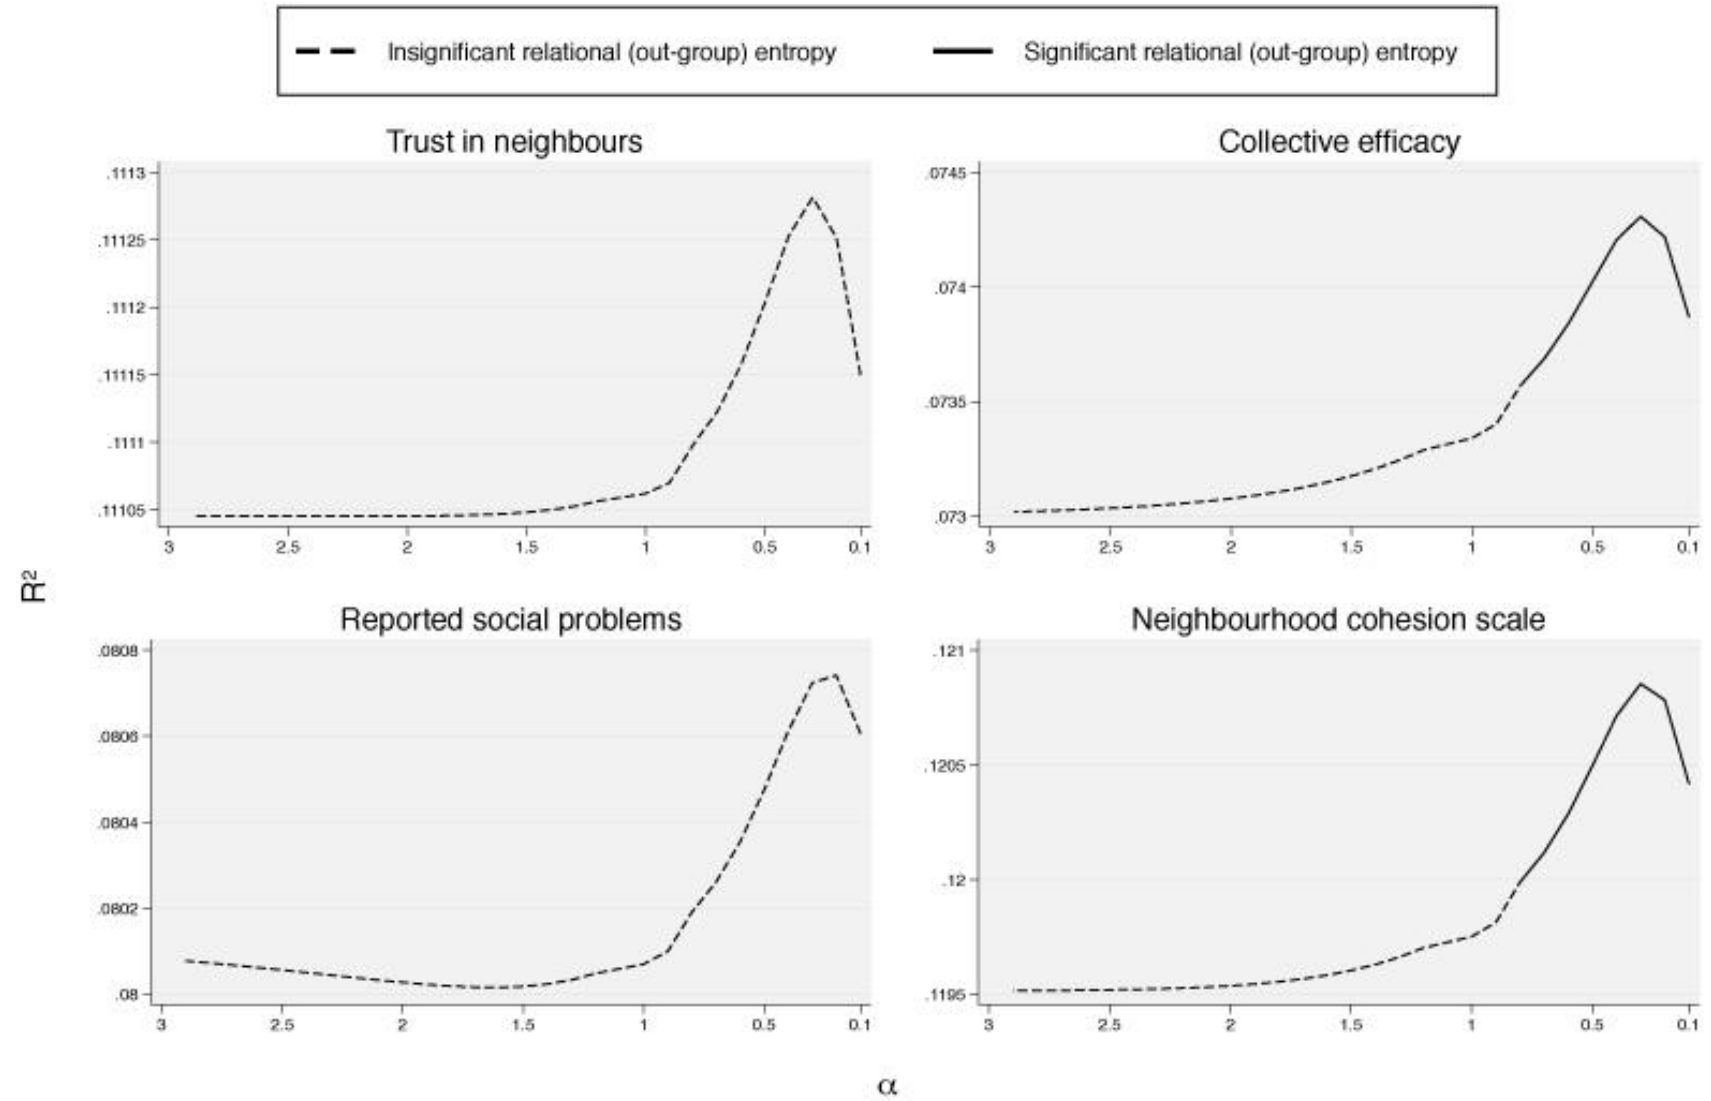 Insignificant relational (out-group) entropy Significant relational (out-group) entropy
Trust in neighbours
.1113
.11125
.1112
.11115
.1111
.11105
3 2.5 2 1.5 1 0.5 0.1
Collective efficacy
.0745
.074
.0735
.073
3 2.5 2 1.5 1 0.5 0.1
R²
Reported social problems
.0808
.0806
.0804
.0802
.08
3 2.5 2 1.5 1 0.5 0.1
Neighbourhood cohesion scale
.121
.1205
.12
.1195
3 2.5 2 1.5 1 0.5 0.1
α